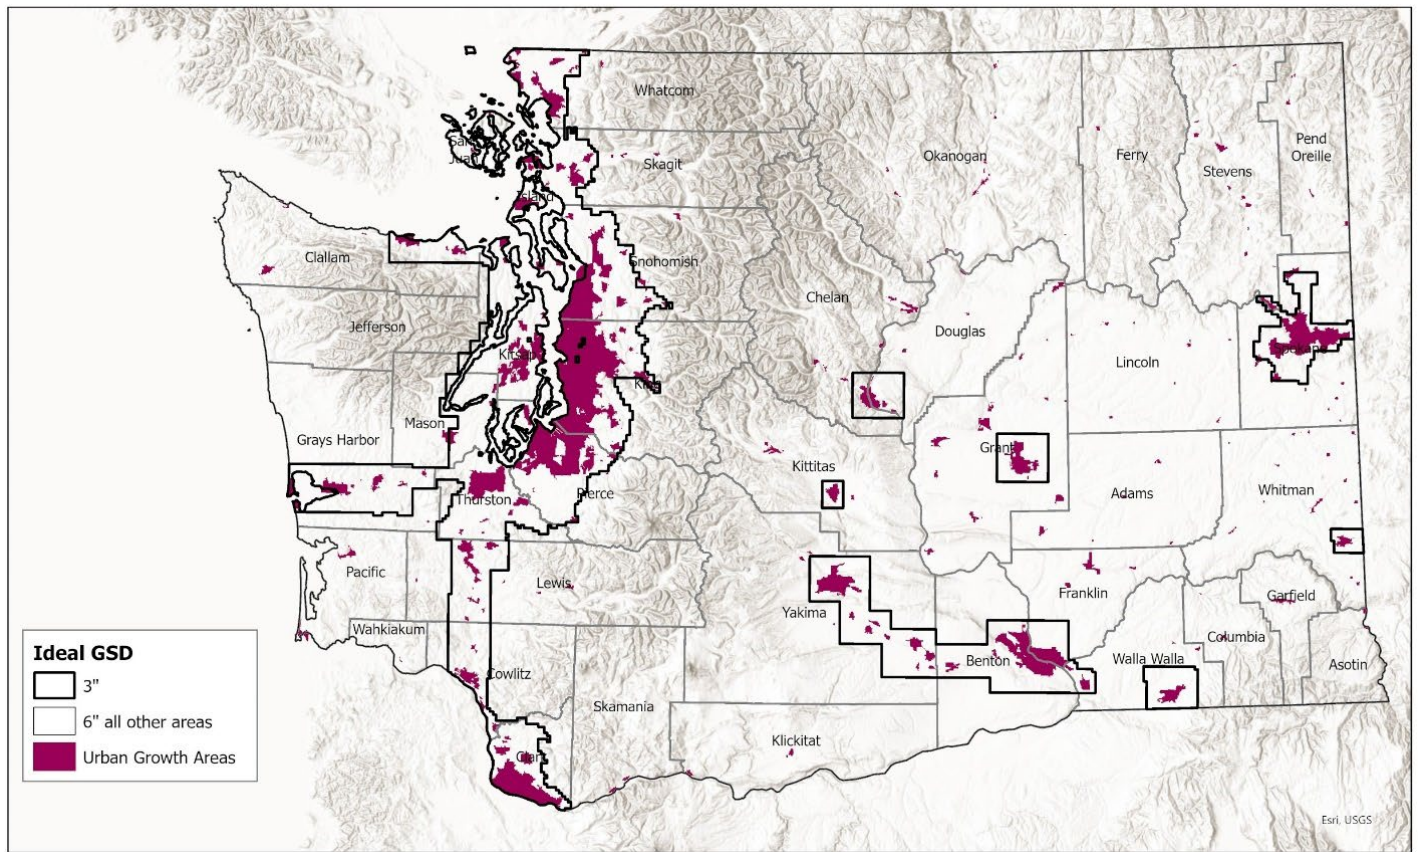 Whatcom
San
Juan
Skagit
Okanogan
Ferry
Pend
Oreille
Stevens
Island
Clallam
Snohomish
Chelan
Jefferson
Douglas
Lincoln
Spokane
Kitsap
King
Mason
Grays Harbor
Grant
Kittitas
Adams
Whitman
Thurston
Pierce
Pacific
Lewis
Yakima
Franklin
Garfield
Wahkiakum
Cowlitz
Benton
Walla Walla
Columbia
Asotin
Skamania
Klickitat
Clark
Ideal GSD
3"
6" all other areas
Urban Growth Areas
Esri, USGS